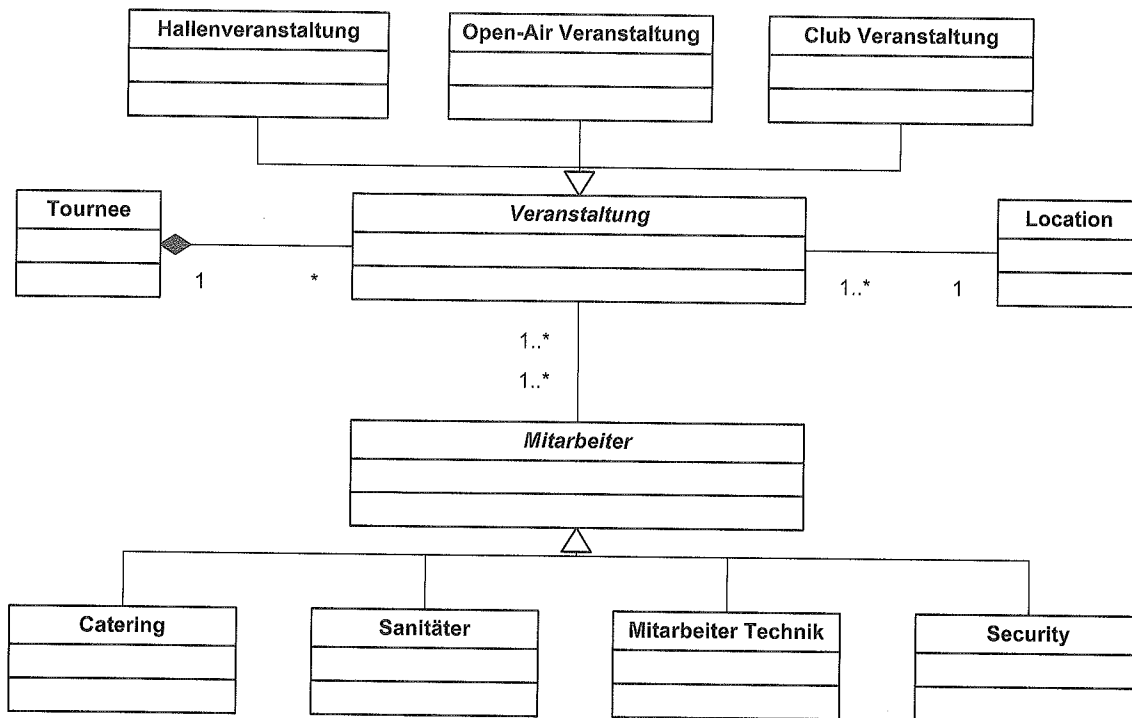 Hallenveranstaltung
Open-Air Veranstaltung
Club Veranstaltung
Tournee
Veranstaltung
Location
1
*
1..*
1
1..*
1..*
Mitarbeiter
Catering
Sanitäter
Mitarbeiter Technik
Security